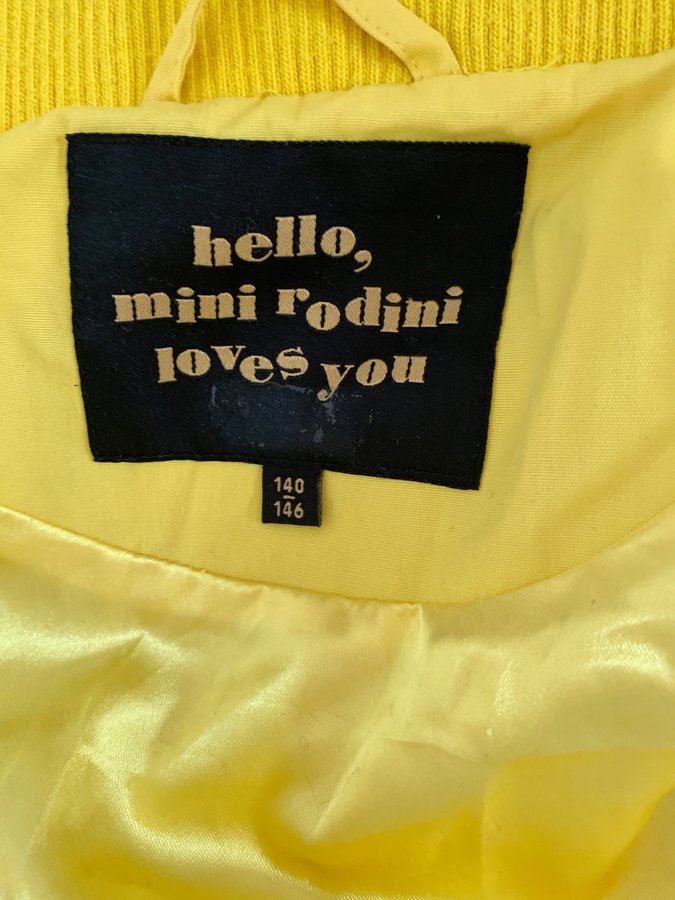 hello,
mini rodini
loves you
140
146